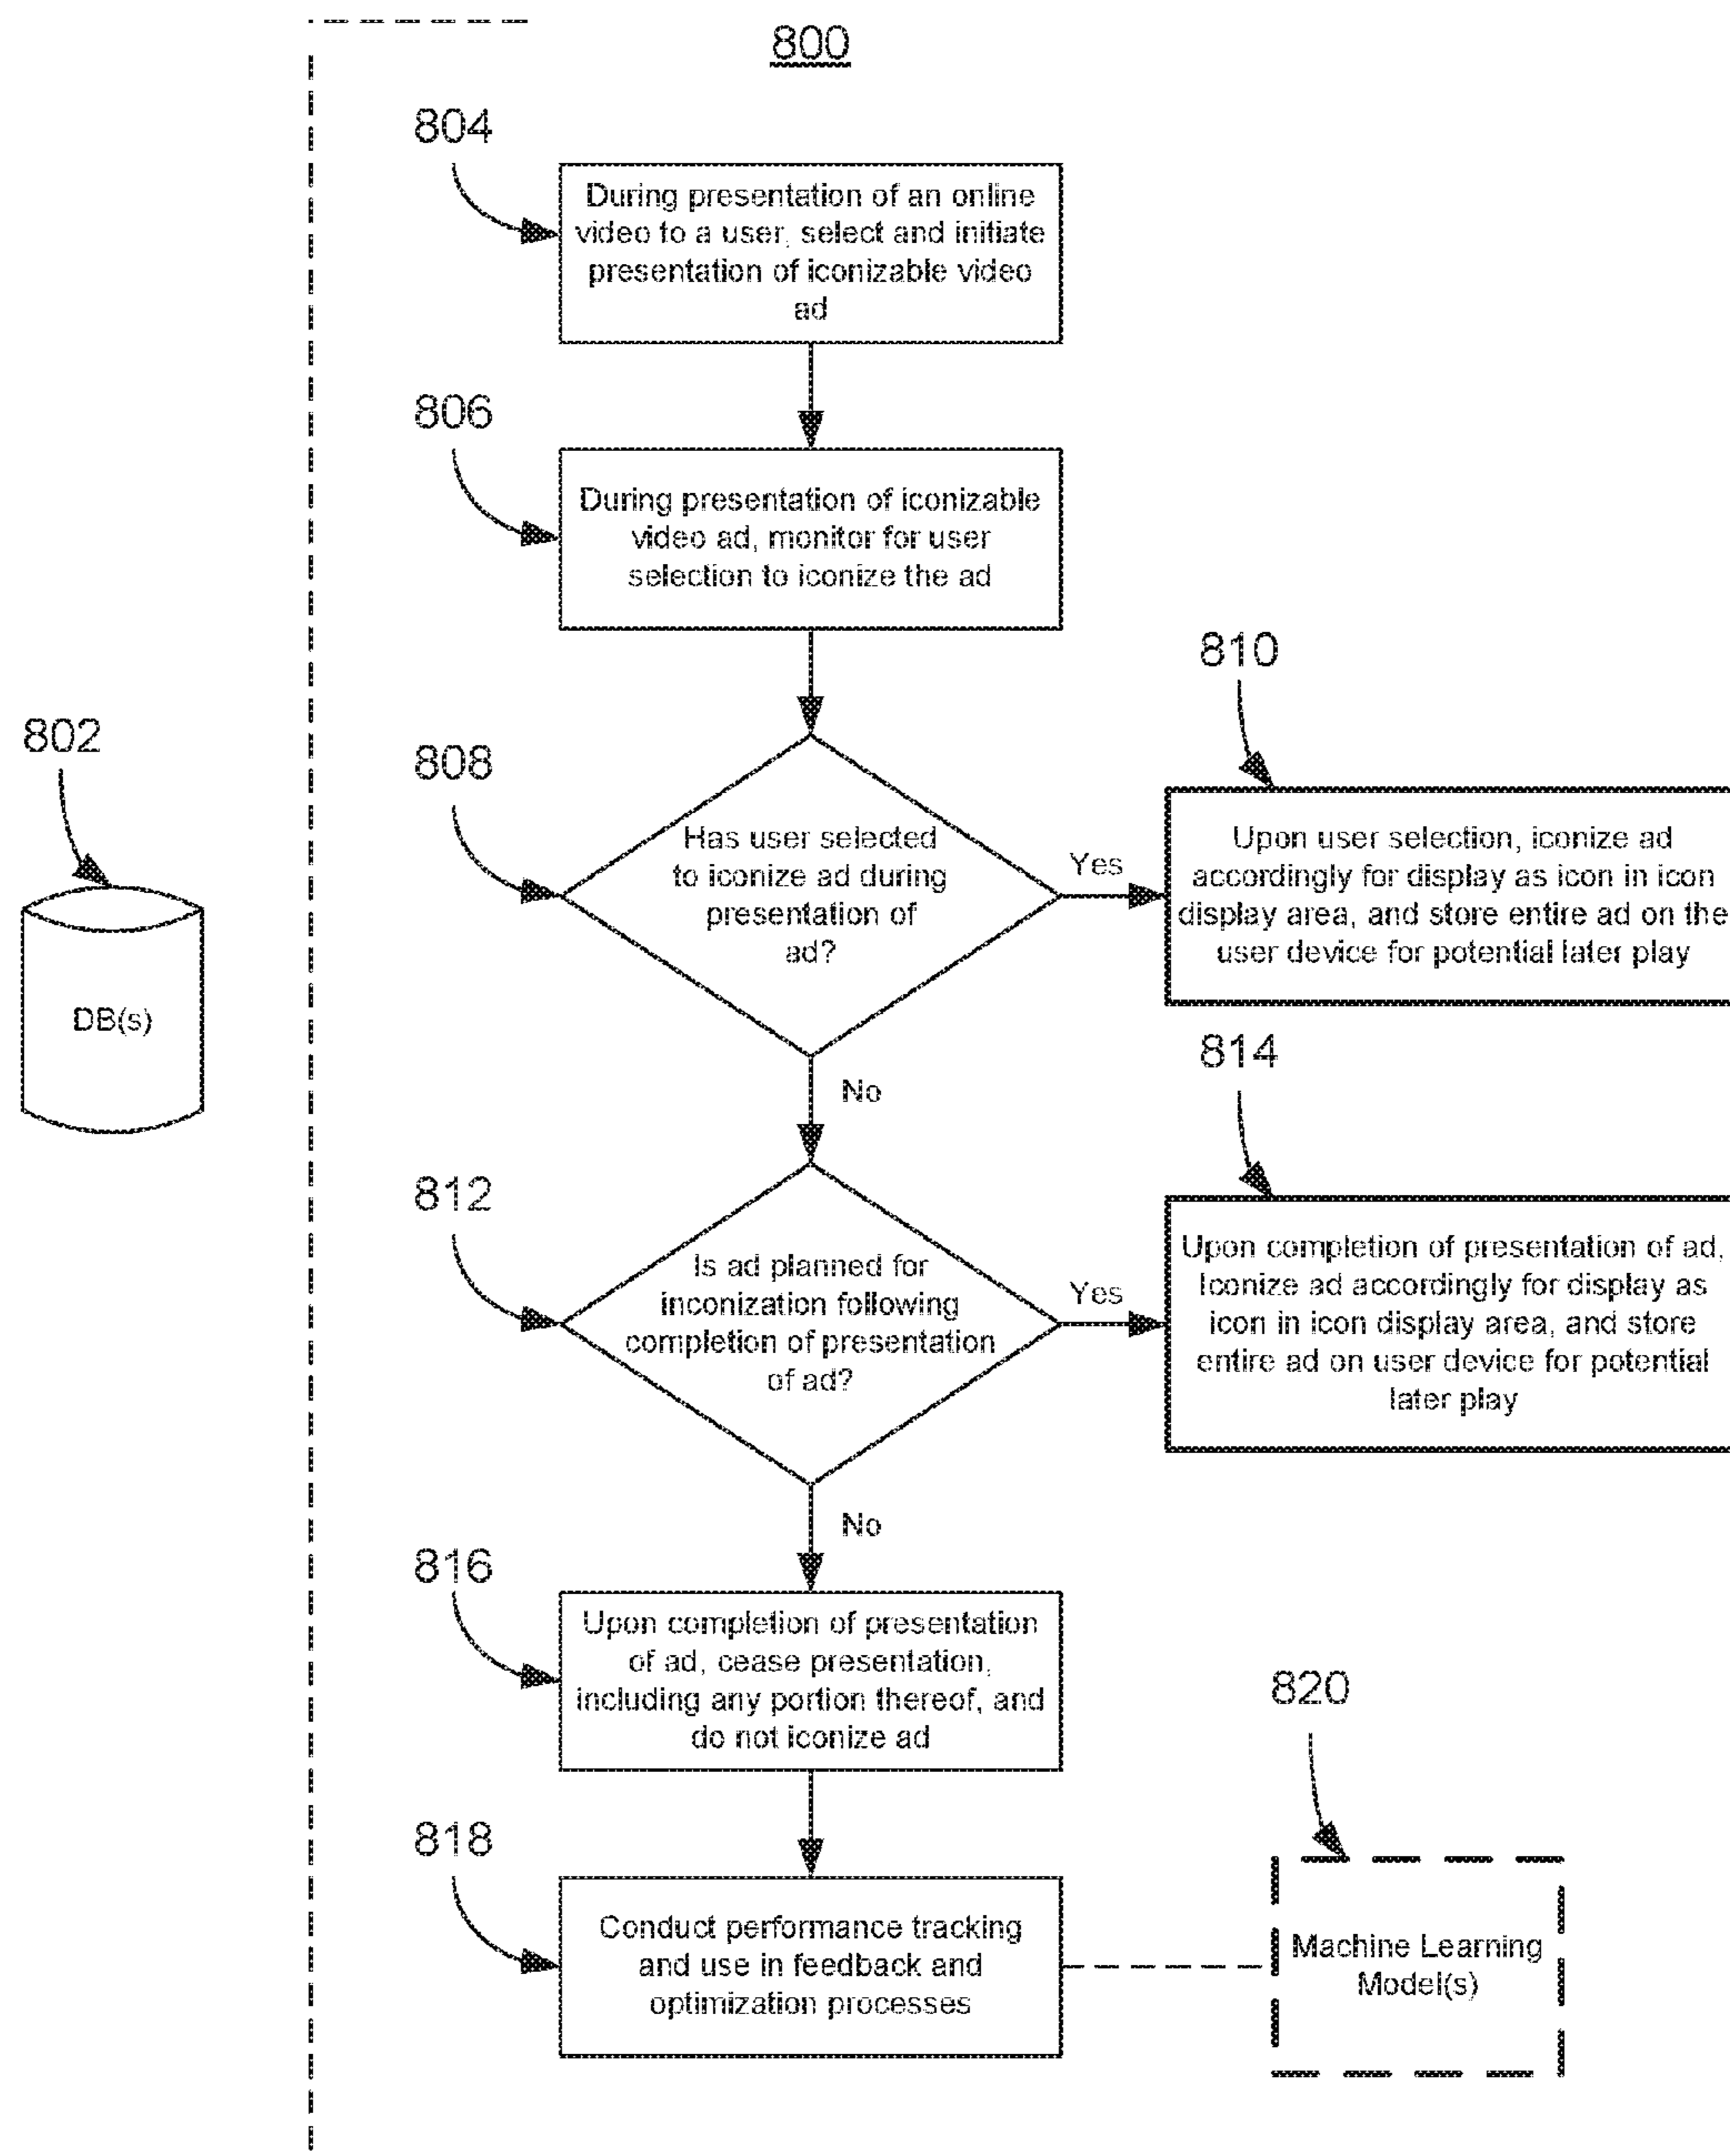 800
804
During presentation of an online
video to a user, select and initiate
presentation of iconizable video
ad
806
During presentation of iconizable
video ad, monitor for user
selection to iconize the ad
802
DB(s)
808
Has user selected
to iconize ad during
presentation of
ad?
Yes
810
Upon user selection, iconize ad
accordingly for display as icon in icon
display area, and store entire ad on the
user device for potential later play
No
812
Is ad planned for
inconization following
completion of presentation
of ad?
Yes
814
Upon completion of presentation of ad,
Iconize ad accordingly for display as
icon in icon display area, and store
entire ad on user device for potential
later play
No
816
Upon completion of presentation
of ad, cease presentation,
including any portion thereof, and
do not iconize ad
818
Conduct performance tracking
and use in feedback and
optimization processes
820
Machine Learning
Model(s)